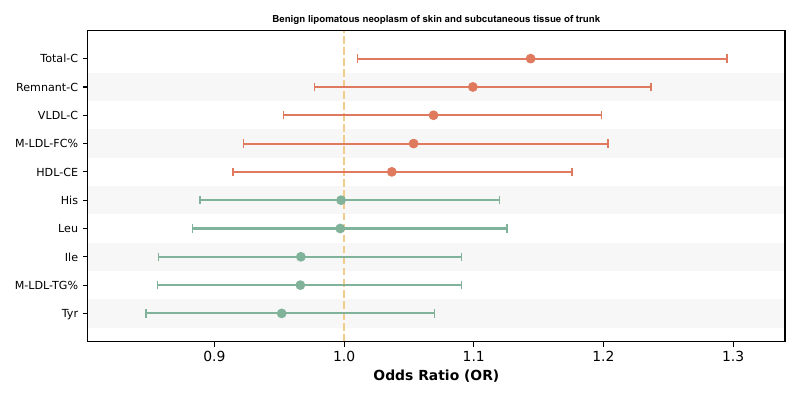 Benign lipomatous neoplasm of skin and subcutaneous tissue of trunk
Total-C
Remnant-C
VLDL-C
M-LDL-FC%
HDL-CE
His
Leu
Ile
M-LDL-TG%
Tyr
0.9 1.0 1.1 1.2 1.3
Odds Ratio (OR)